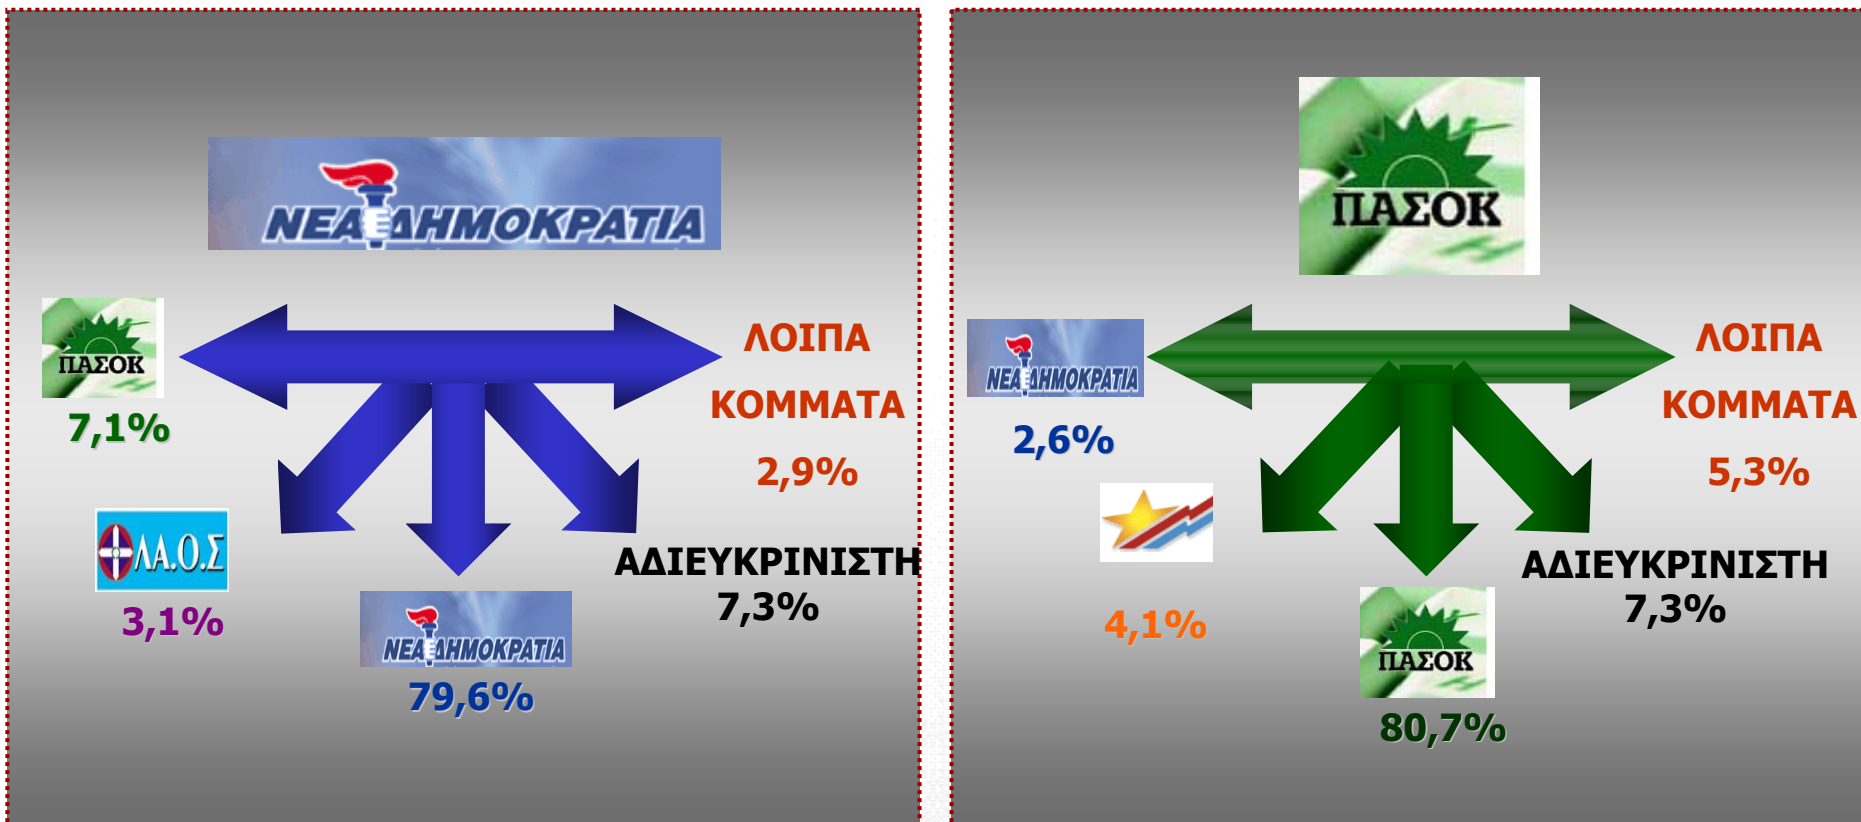 ΝΕΑ ΔΗΜΟΚΡΑΤΙΑ
ΠΑΣΟΚ
7,1%
ΛΑ.Ο.Σ
3,1%
ΝΕΑ ΔΗΜΟΚΡΑΤΙΑ
79,6%
ΑΔΙΕΥΚΡΙΝΙΣΤΗ
7,3%
ΛΟΙΠΑ
ΚΟΜΜΑΤΑ
2,9%
ΠΑΣΟΚ
ΝΕΑ ΔΗΜΟΚΡΑΤΙΑ
2,6%
4,1%
ΠΑΣΟΚ
80,7%
ΑΔΙΕΥΚΡΙΝΙΣΤΗ
7,3%
ΛΟΙΠΑ
ΚΟΜΜΑΤΑ
5,3%